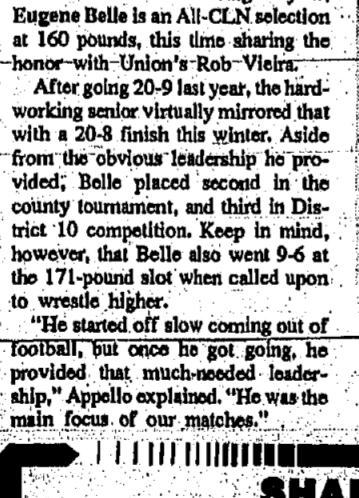 Eugene Belle is an All-CLN selection
at 160 pounds, this time sharing the
honor with Union's Rob Vieira.
After going 20-9 last year, the hard-
working senior virtually mirrored that
with a 20-8 finish this winter. Aside
from the obvious leadership he pro-
vided, Belle placed second in the
county tournament, and third in Dis-
trict 10 competition. Keep in mind,
however, that Belle also went 9-6 at
the 171-pound slot when called upon
to wrestle higher.
"He started off slow coming out of
football, but once he got going, he
provided that much-needed leader-
ship," Appello explained. "He was the
main focus of our matches."